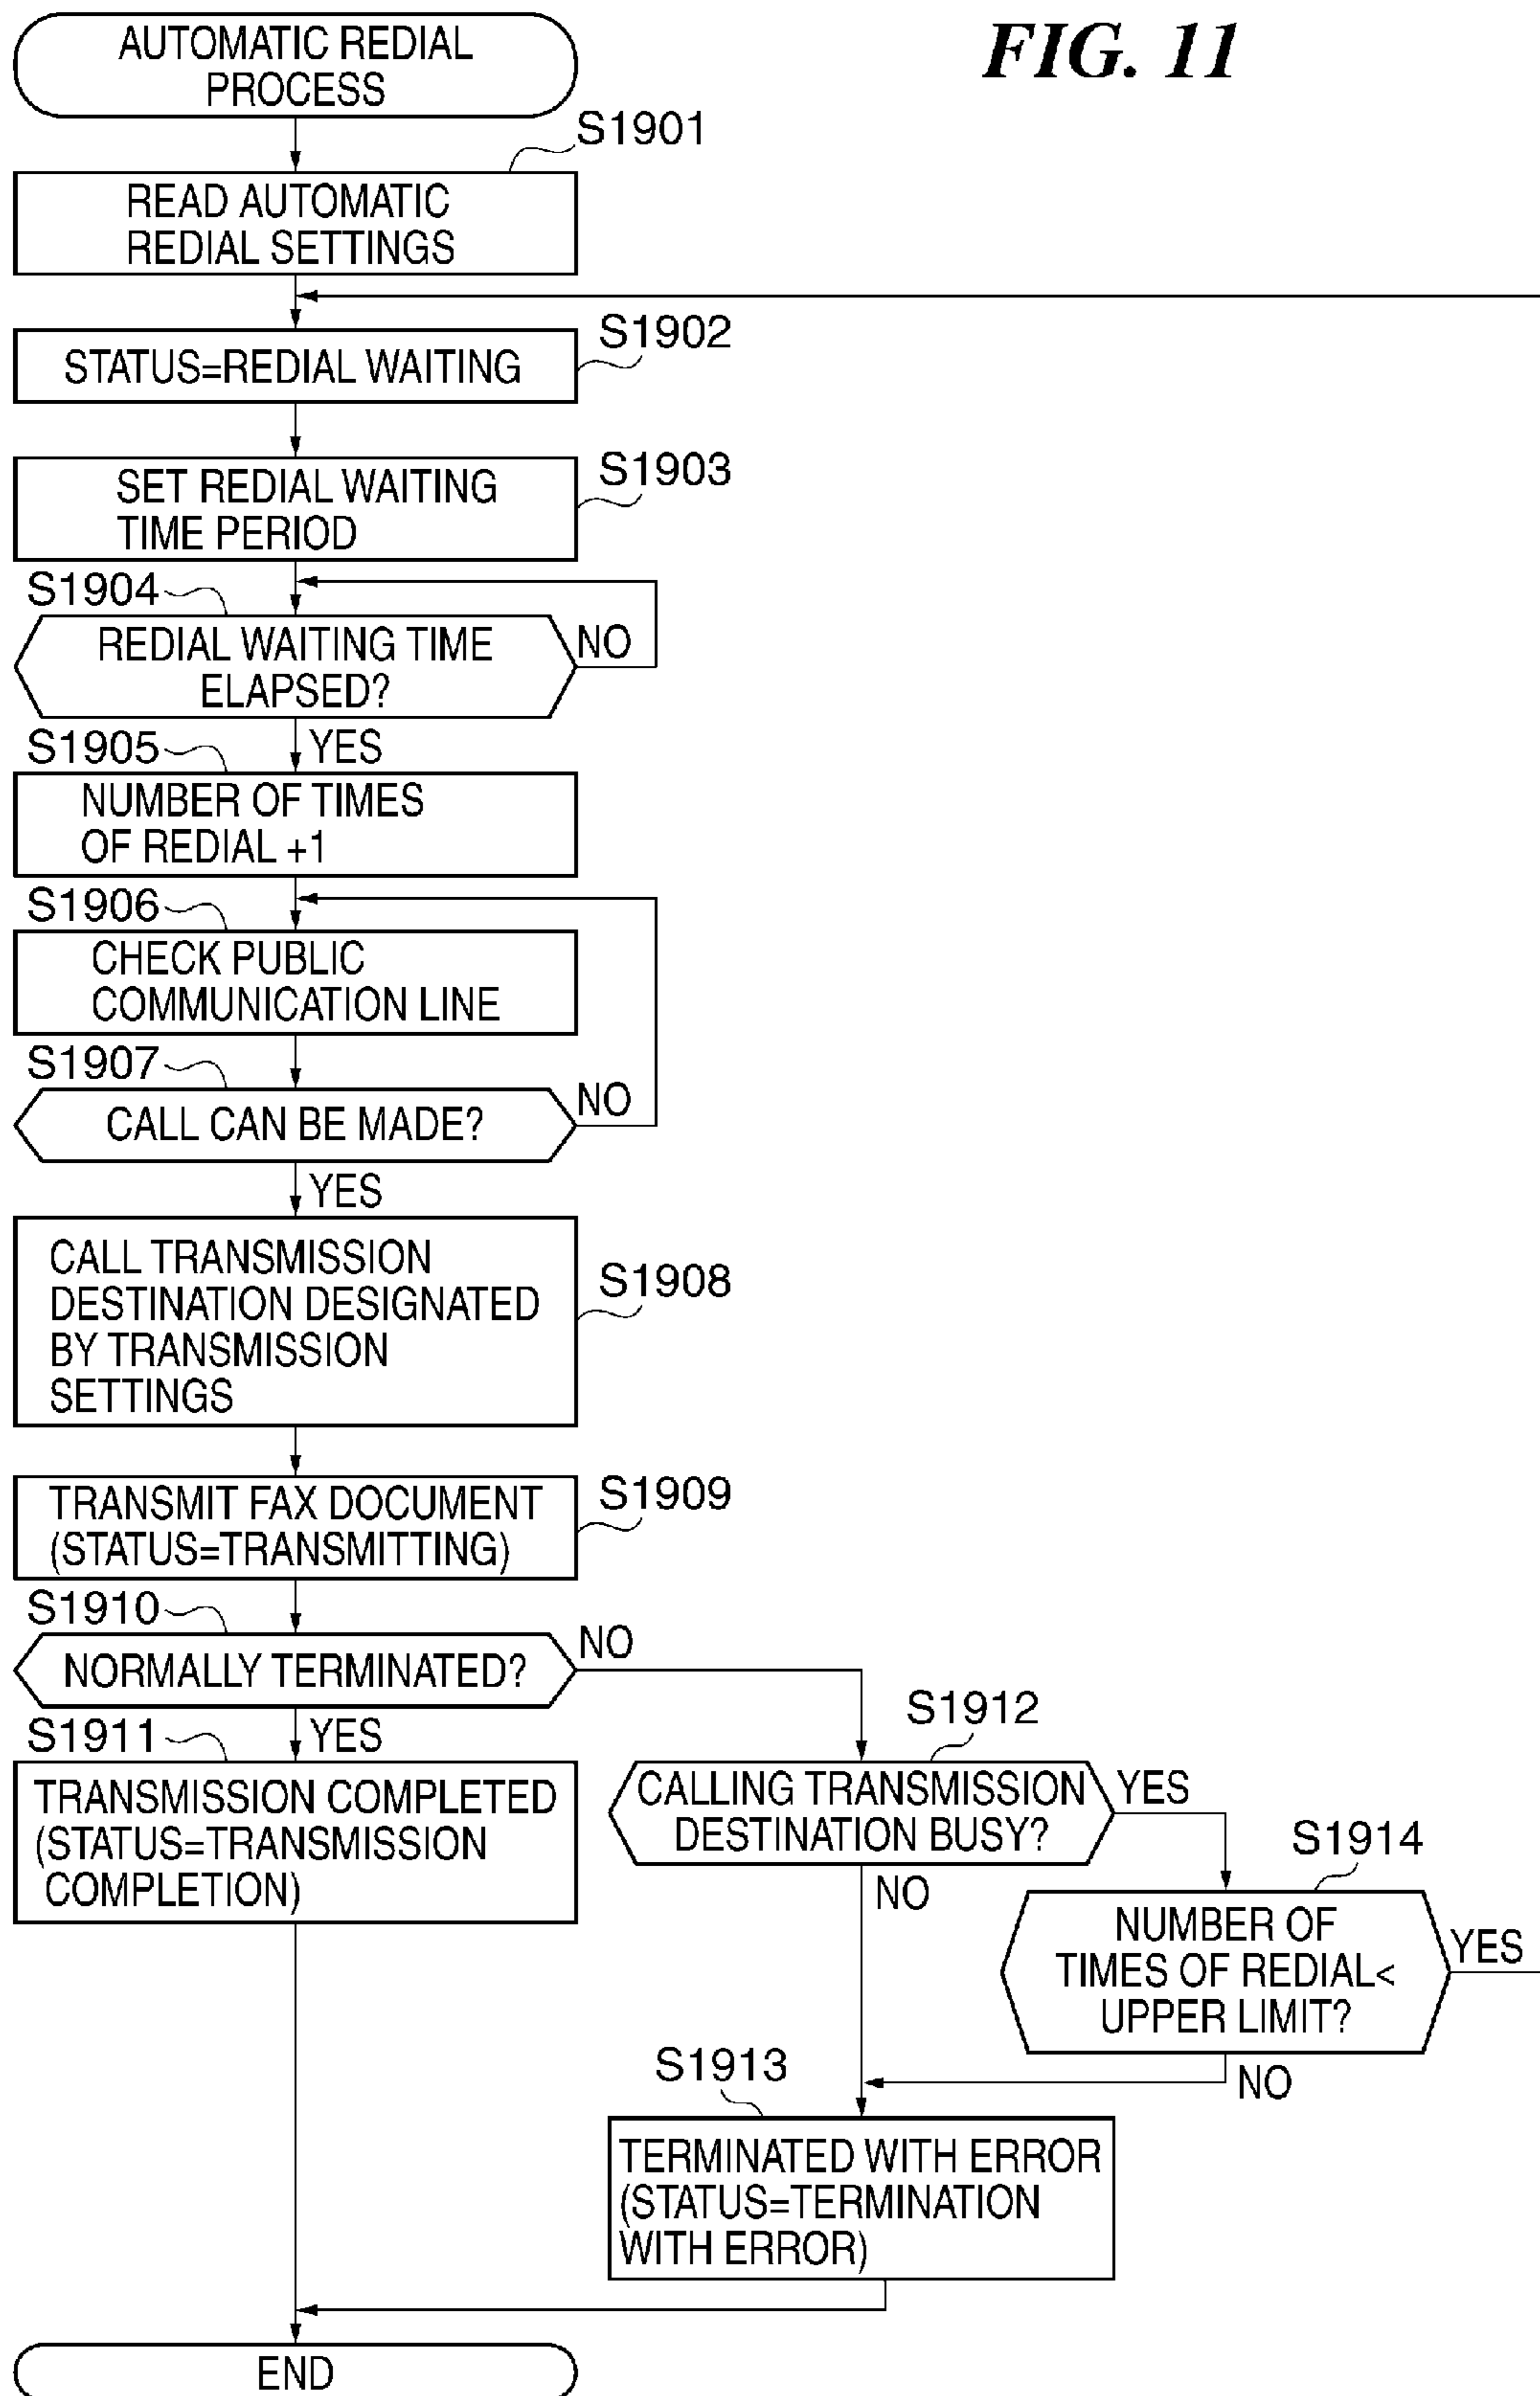 FIG. 11
AUTOMATIC REDIAL
PROCESS
S1901
READ AUTOMATIC
REDIAL SETTINGS
S1902
STATUS=REDIAL WAITING
S1903
SET REDIAL WAITING
TIME PERIOD
S1904
REDIAL WAITING TIME
ELAPSED?
NO
YES
S1905
NUMBER OF TIMES
OF REDIAL +1
S1906
CHECK PUBLIC
COMMUNICATION LINE
S1907
CALL CAN BE MADE?
NO
YES
S1908
CALL TRANSMISSION
DESTINATION DESIGNATED
BY TRANSMISSION
SETTINGS
S1909
TRANSMIT FAX DOCUMENT
(STATUS=TRANSMITTING)
S1910
NORMALLY TERMINATED?
NO
YES
S1911
TRANSMISSION COMPLETED
(STATUS=TRANSMISSION
COMPLETION)
S1912
CALLING TRANSMISSION
DESTINATION BUSY?
YES
NO
S1914
NUMBER OF
TIMES OF REDIAL<
UPPER LIMIT?
YES
NO
S1913
TERMINATED WITH ERROR
(STATUS=TERMINATION
WITH ERROR)
END